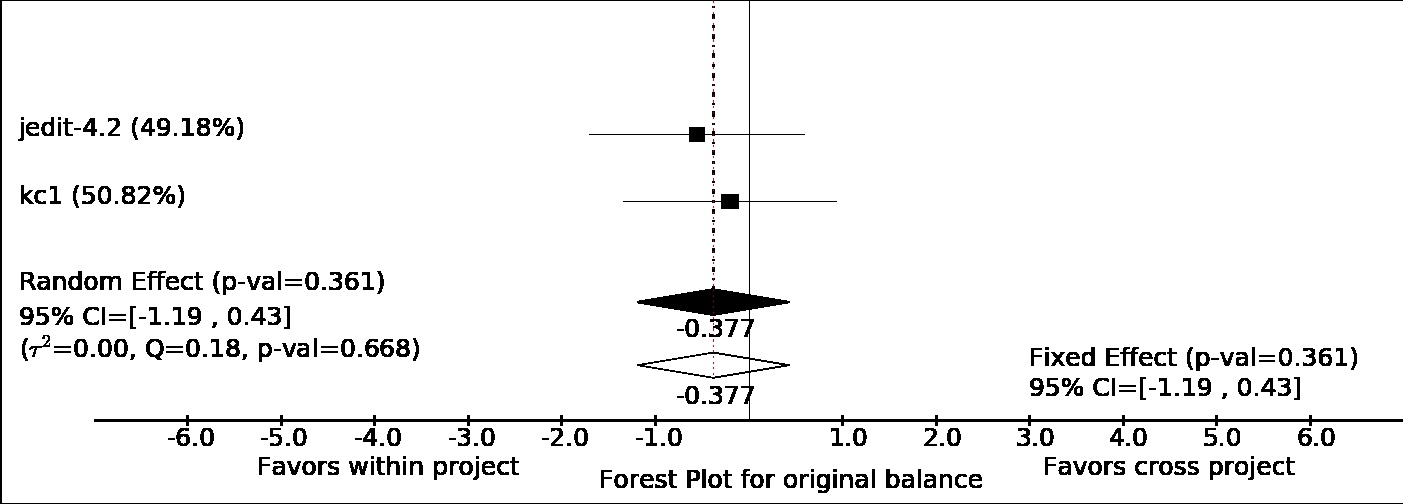 jedit-4.2 (49.18%)
kc1 (50.82%)
Random Effect (p-val=0.361)
95% CI=[-1.19 , 0.43]
-0.377
(τ²=0.00, Q=0.18, p-val=0.668)
Fixed Effect (p-val=0.361)
95% CI=[-1.19 , 0.43]
-0.377
-6.0 -5.0 -4.0 -3.0 -2.0 -1.0 1.0 2.0 3.0 4.0 5.0 6.0
Favors within project
Favors cross project
Forest Plot for original balance